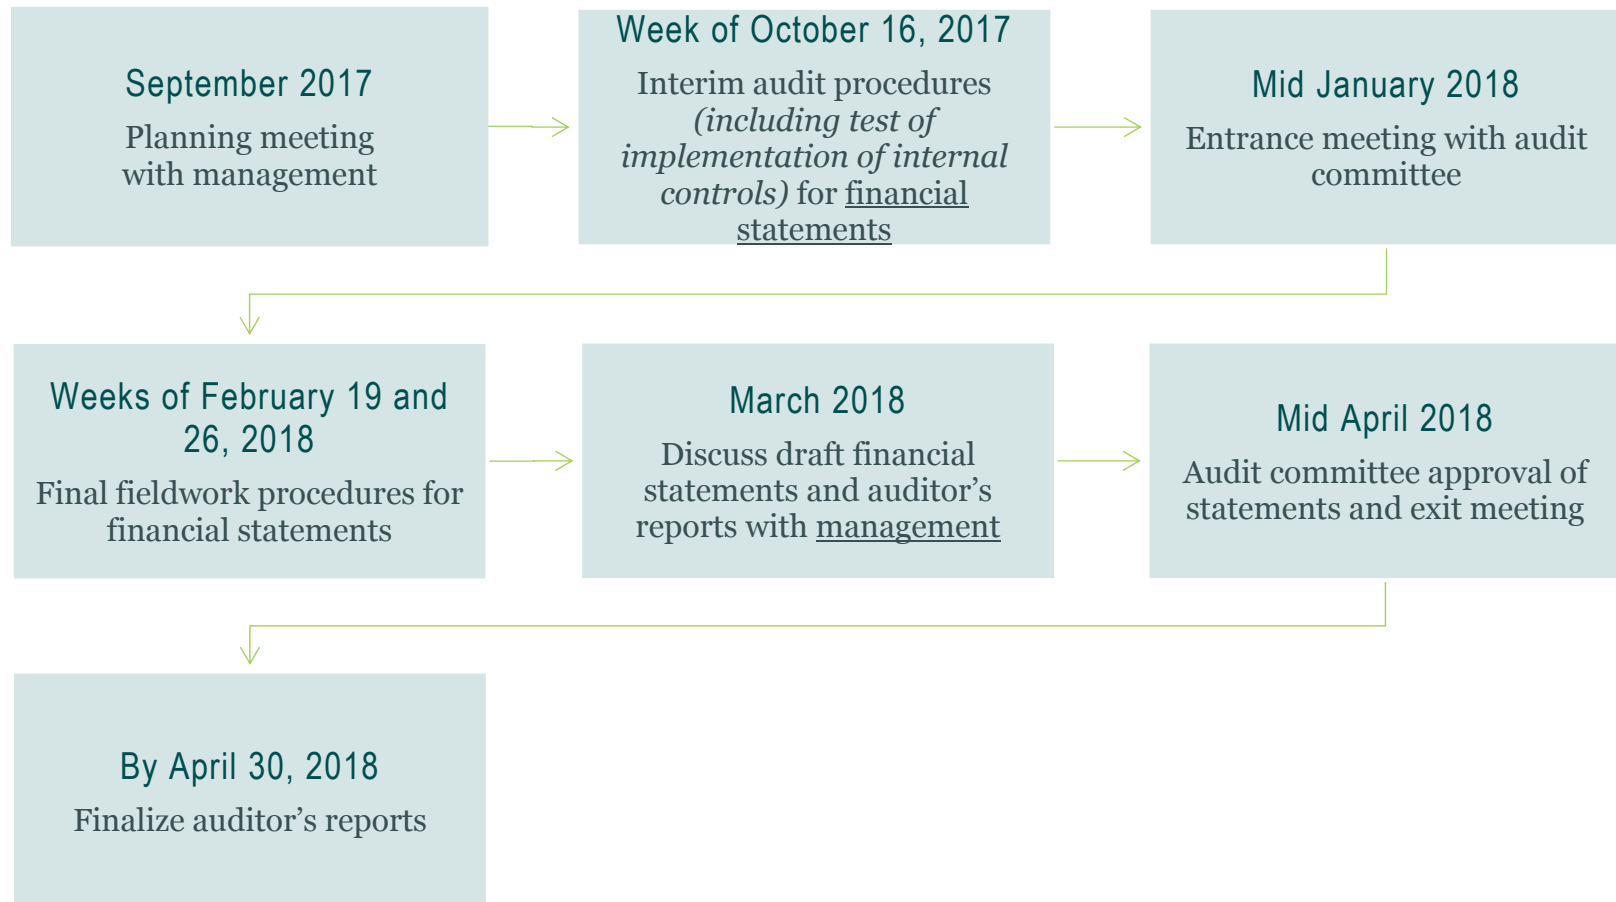 September 2017
Planning meeting
with management
Week of October 16, 2017
Interim audit procedures
(including test of
implementation of internal
controls) for financial
statements
Mid January 2018
Entrance meeting with audit
committee
Weeks of February 19 and
26, 2018
Final fieldwork procedures for
financial statements
March 2018
Discuss draft financial
statements and auditor’s
reports with management
Mid April 2018
Audit committee approval of
statements and exit meeting
By April 30, 2018
Finalize auditor’s reports